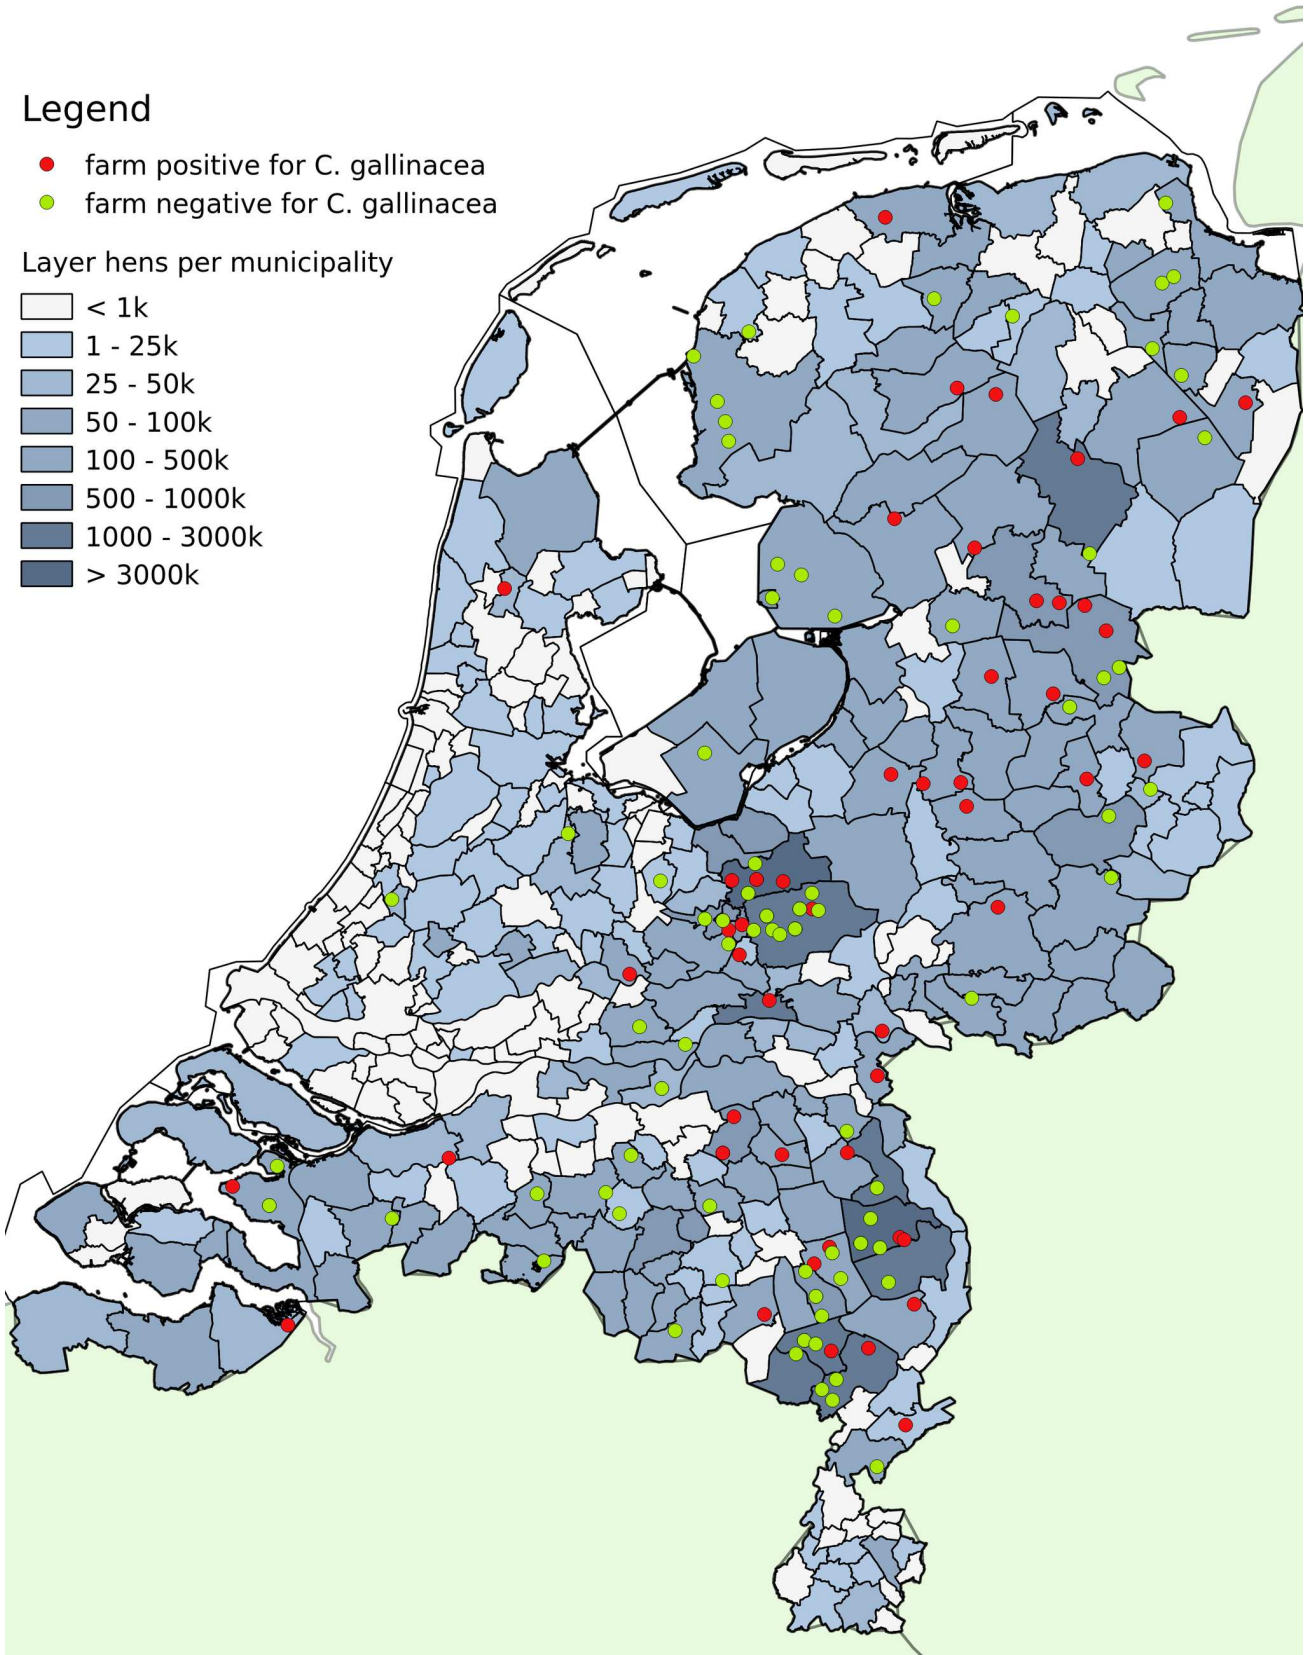 Legend
farm positive for C. gallinacea
farm negative for C. gallinacea
Layer hens per municipality
< 1k
1 - 25k
25 - 50k
50 - 100k
100 - 500k
500 - 1000k
1000 - 3000k
> 3000k